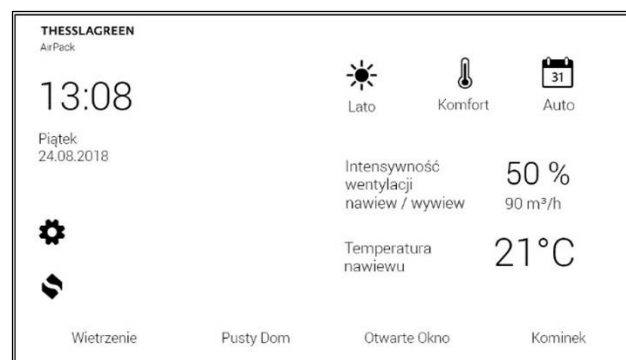 THESSLAGREEN
AirPack
13:08
Piątek
24.08.2018
31
Lato
Komfort
Auto
Intensywność
wentylacji
nawiew / wywiew
50 %
90 m³/h
Temperatura
nawiewu
21°C
Wietrzenie
Pusty Dom
Otwarte Okno
Kominek